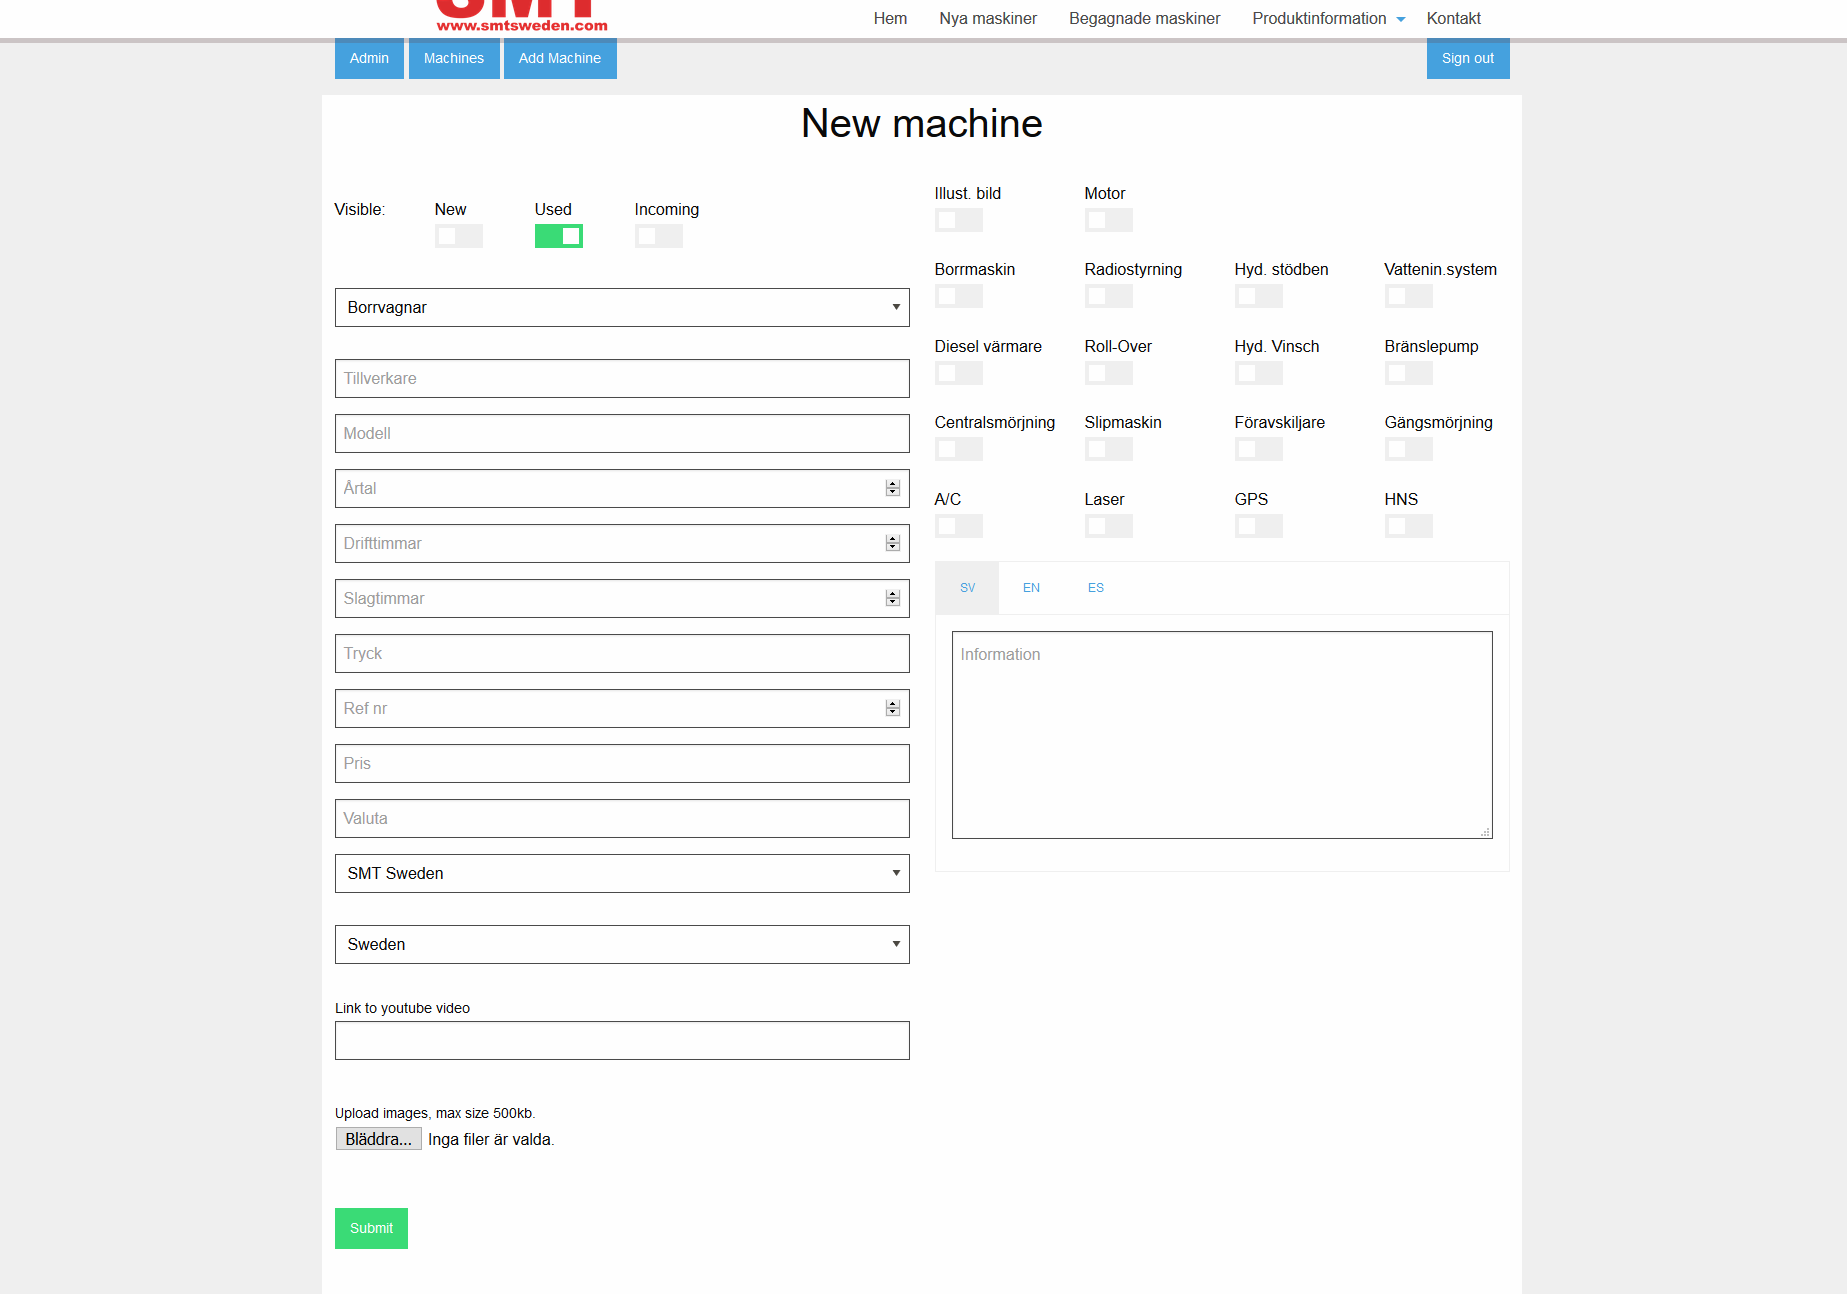 SMT
www.smtsweden.com
Hem Nya maskiner Begagnade maskiner Produktinformation Kontakt
Admin Machines Add Machine Sign out
New machine
Visible: New Used Incoming
Borrvagnar
Tillverkare
Modell
Årtal
Drifttimmar
Slagtimmar
Tryck
Ref nr
Pris
Valuta
SMT Sweden
Sweden
Link to youtube video
Upload images, max size 500kb.
Bläddra... Inga filer är valda.
Submit
Illust. bild Motor
Borrmaskin Radiostyrning Hyd. stödben Vattenin.system
Diesel värmare Roll-Over Hyd. Vinsch Bränslepump
Centralsmörjning Slipmaskin Föravskiljare Gängsmörjning
A/C Laser GPS HNS
SV EN ES
Information